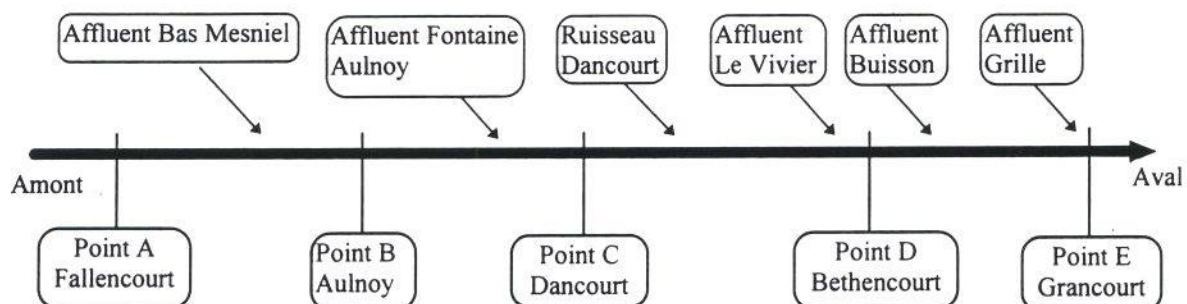 Affluent Bas Mesniel
Affluent Fontaine
Aulnoy
Ruisseau
Dancourt
Affluent
Le Vivier
Affluent
Buisson
Affluent
Grille
Amont
Aval
Point A
Fallencourt
Point B
Aulnoy
Point C
Dancourt
Point D
Bethencourt
Point E
Grancourt